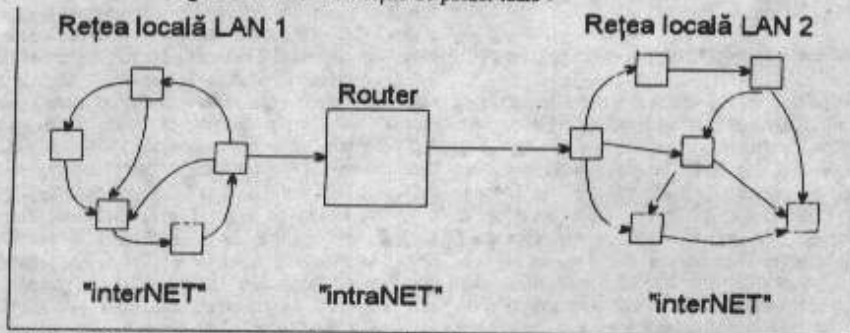 Rețea locală LAN 1
Rețea locală LAN 2
Router
"interNET"
"intraNET"
"interNET"